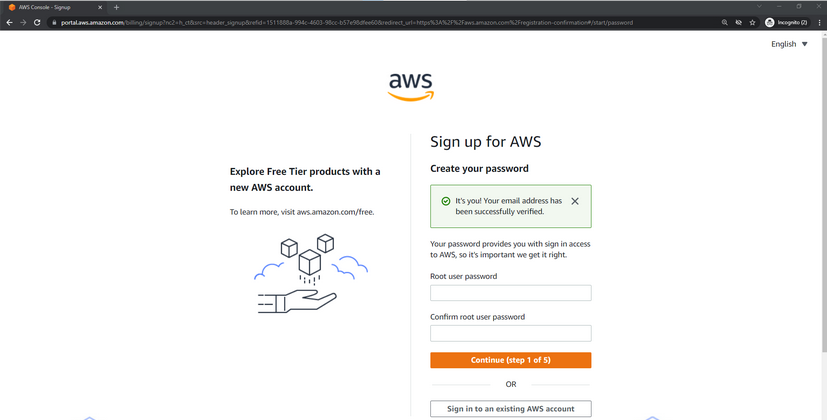 AWS Console - Signup
portal.aws.amazon.com/billing/signup?nc2=h_ct&src=header_signup&refid=1511888a-994c-4603-98cc-b57e98dfee60&redirect_url=https%3A%2F%2Faws.amazon.com%2Fregistration-confirmation#/start/password
Incognito (2)
English
aws
Explore Free Tier products with a
new AWS account.
To learn more, visit aws.amazon.com/free.
Sign up for AWS
Create your password
It's you! Your email address has
been successfully verified.
Your password provides you with sign in access
to AWS, so it's important we get it right.
Root user password
Confirm root user password
Continue (step 1 of 5)
OR
Sign in to an existing AWS account